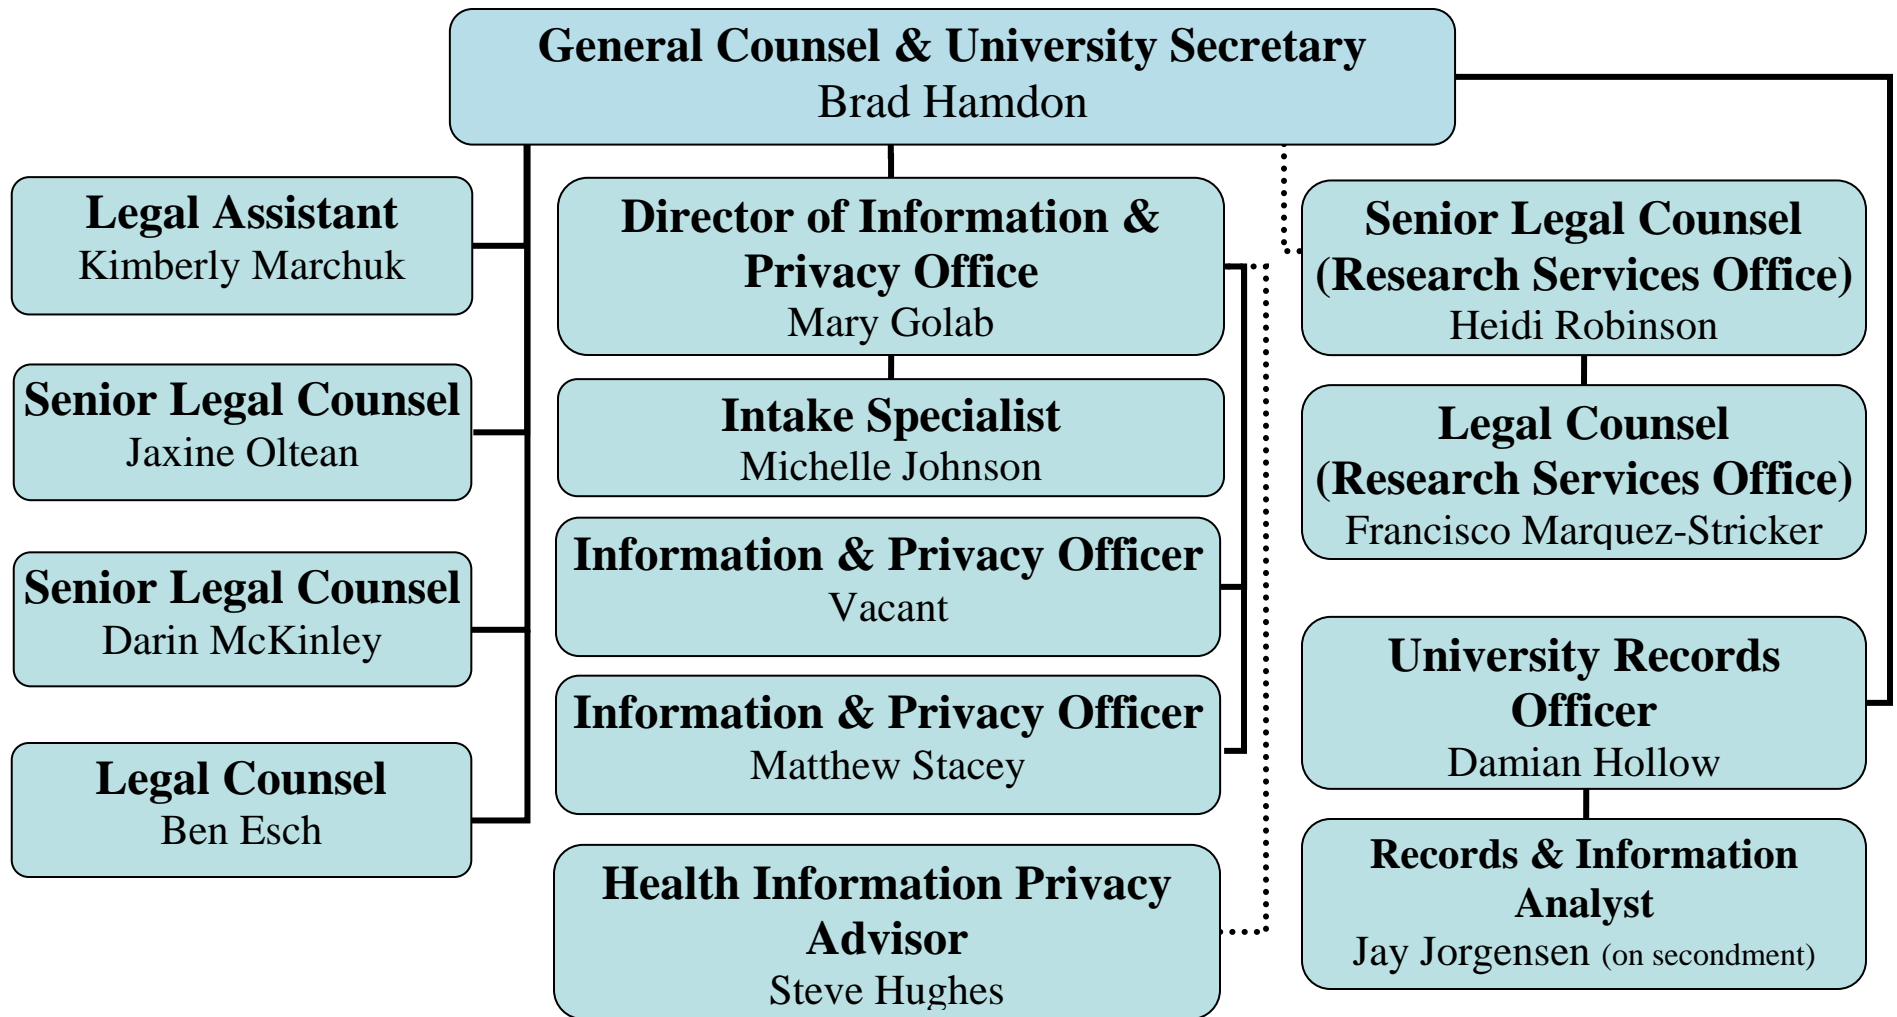 General Counsel & University Secretary
Brad Hamdon
Legal Assistant
Kimberly Marchuk
Senior Legal Counsel
Jaxine Oltean
Senior Legal Counsel
Darin McKinley
Legal Counsel
Ben Esch
Director of Information &
Privacy Office
Mary Golab
Intake Specialist
Michelle Johnson
Information & Privacy Officer
Vacant
Information & Privacy Officer
Matthew Stacey
Health Information Privacy
Advisor
Steve Hughes
Senior Legal Counsel
(Research Services Office)
Heidi Robinson
Legal Counsel
(Research Services Office)
Francisco Marquez-Stricker
University Records
Officer
Damian Hollow
Records & Information
Analyst
Jay Jorgensen (on secondment)